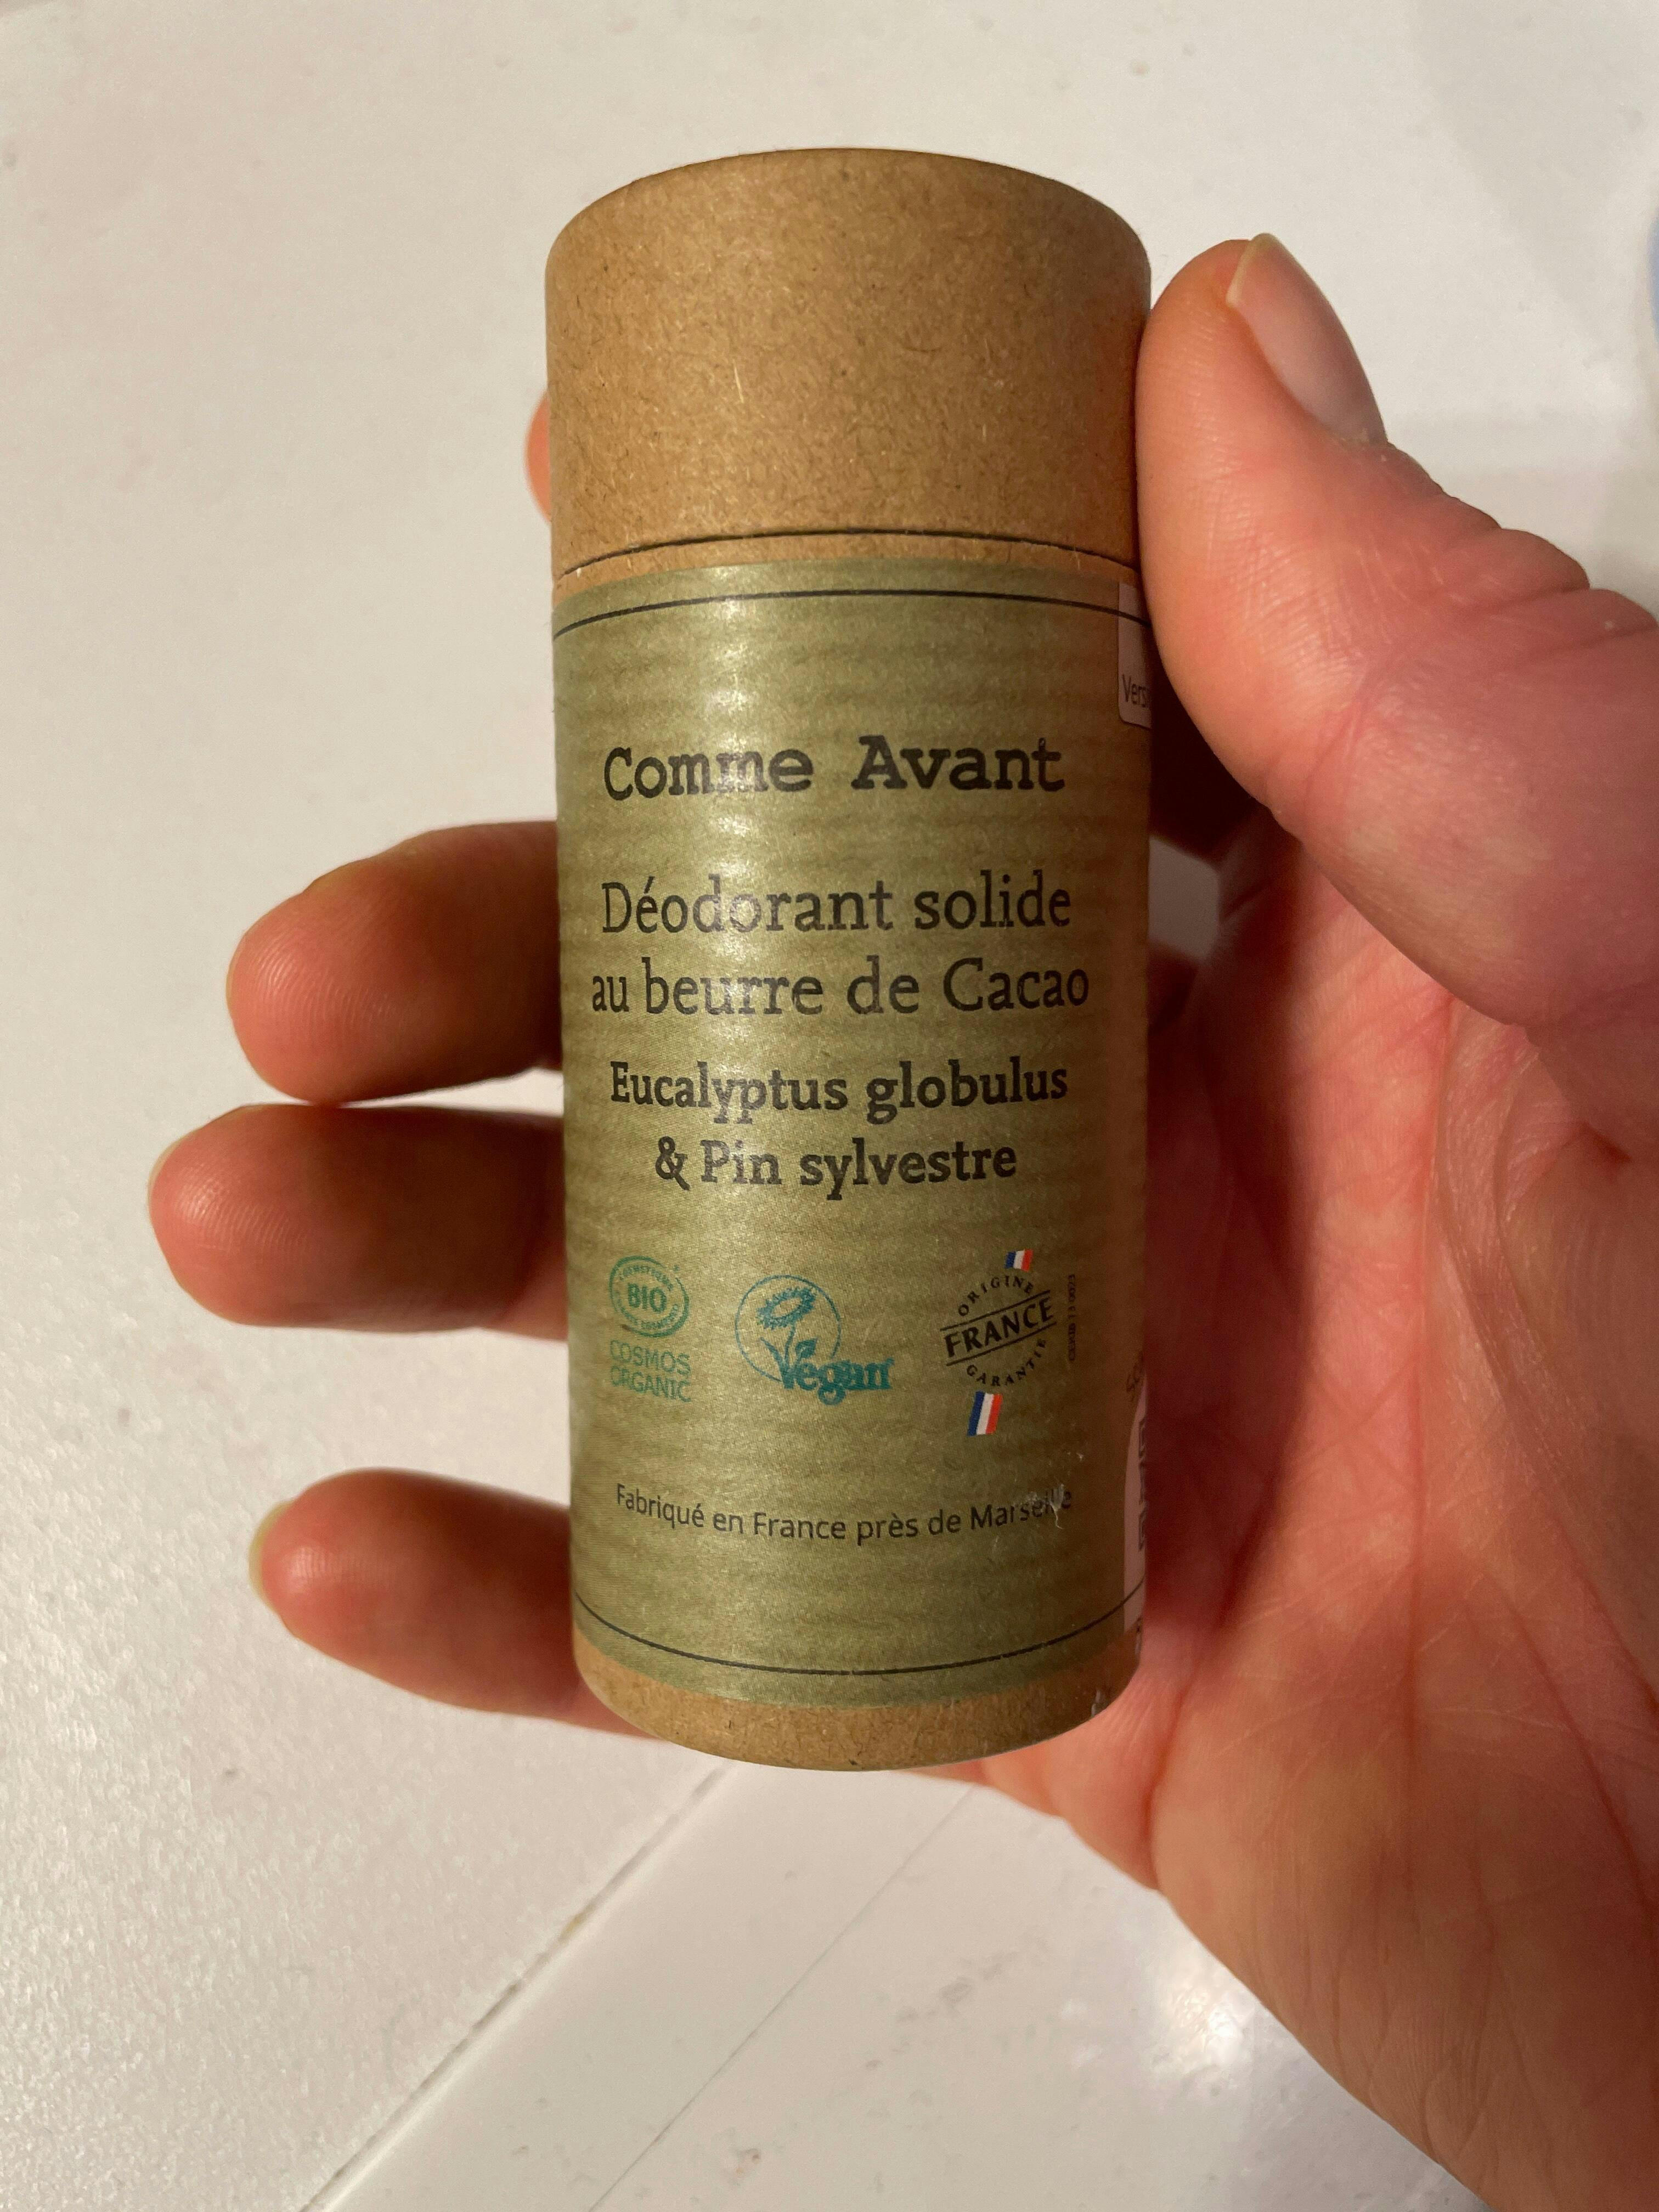 Vers
Comme Avant
Déodorant solide
au beurre de Cacao
Eucalyptus globulus
& Pin sylvestre
BIO
COSMOS
ORGANIC
Vegan
ORIGINE
FRANCE
GARANTIE
Fabriqué en France près de Marseille